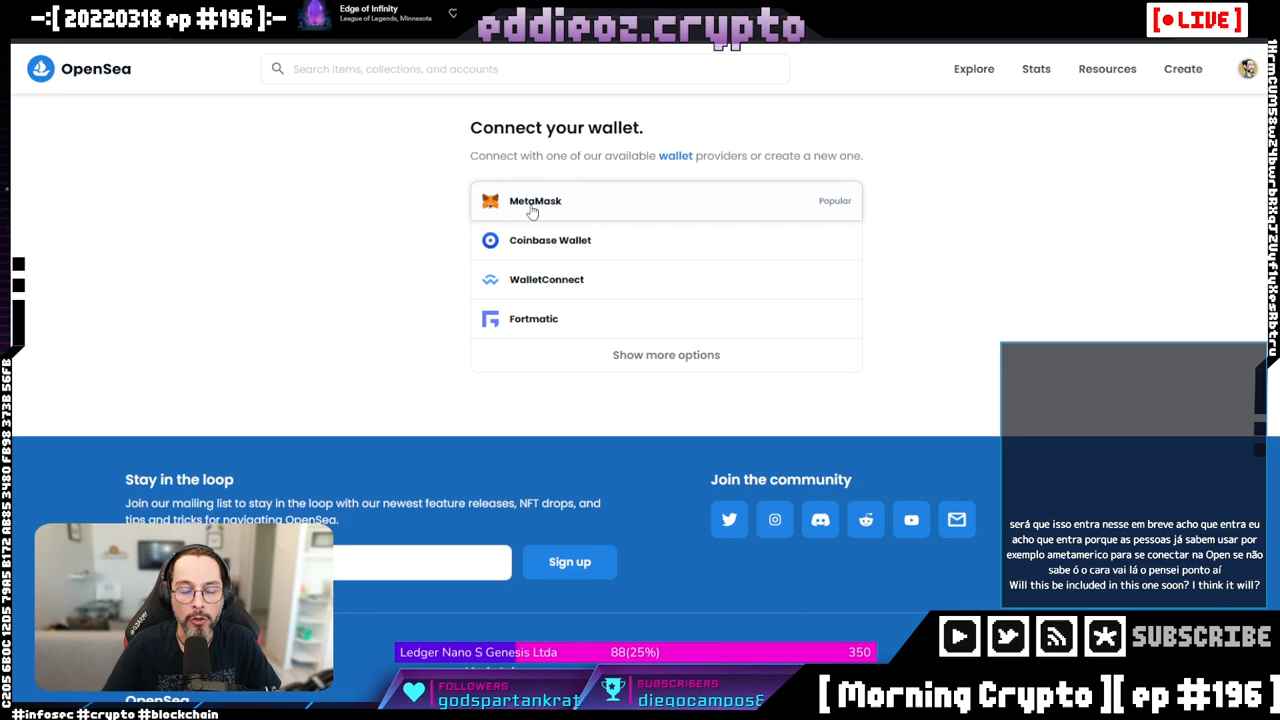 -:[ 20220318 ep #196 ]:-
Edge of Infinity
League of Legends, Minnesota
eddieoz.crypto
[ • LIVE ]
OpenSea
Search items, collections, and accounts
Explore
Stats
Resources
Create
Connect your wallet.
Connect with one of our available wallet providers or create a new one.
MetaMask
Popular
Coinbase Wallet
WalletConnect
Fortmatic
Show more options
Stay in the loop
Join our mailing list to stay in the loop with our newest feature releases, NFT drops, and
tips and tricks for navigating OpenSea.
Sign up
Join the community
será que isso entra nesse em breve acho que entra eu
acho que entra porque as pessoas já sabem usar por
exemplo ametamerico para se conectar na Open se não
sabe ó o cara vai lá o pensei ponto aí
Will this be included in this one soon? I think it will?
SUBSCRIBE
Ledger Nano S Genesis Ltda
88(25%)
350
FOLLOWERS
godspartankrat
SUBSCRIBERS
diegocampos8
[ Morning Crypto ][ ep #196 ]
OpenSea
#infosec #crypto #blockchain